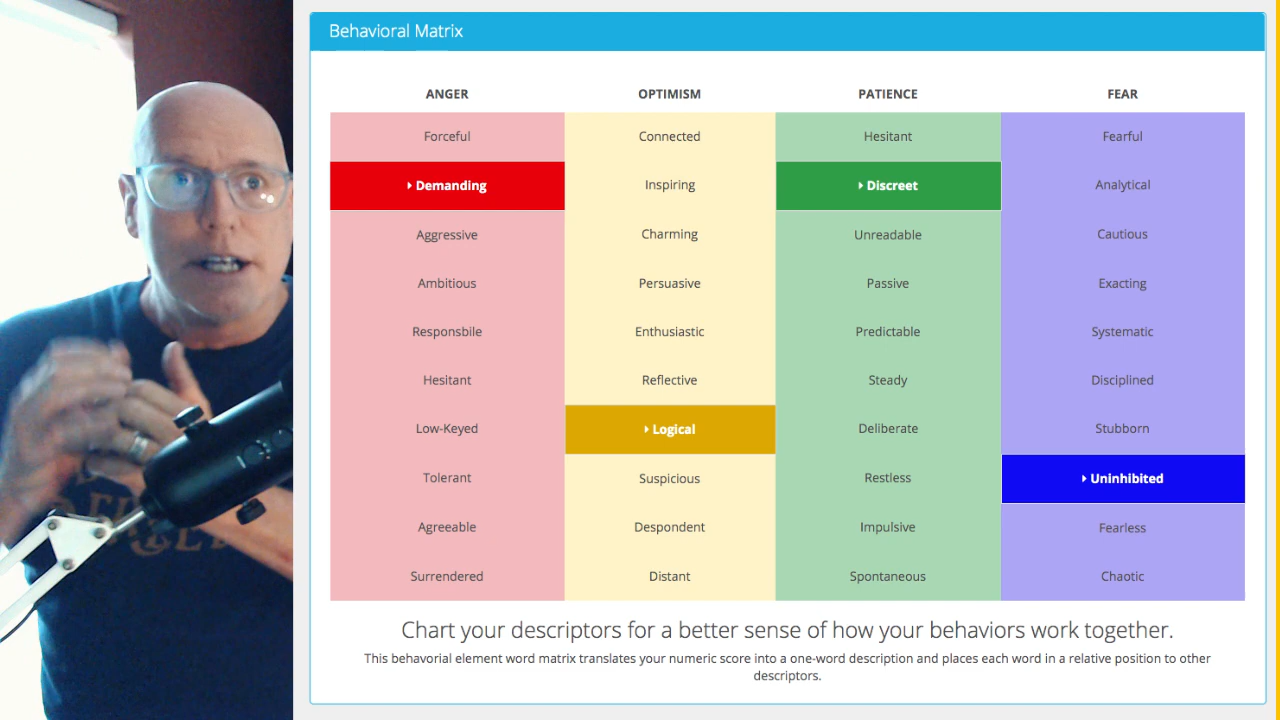 Behavioral Matrix
ANGER OPTIMISM PATIENCE FEAR
Forceful Connected Hesitant Fearful
Demanding Inspiring Discreet Analytical
Aggressive Charming Unreadable Cautious
Ambitious Persuasive Passive Exacting
Responsbile Enthusiastic Predictable Systematic
Hesitant Reflective Steady Disciplined
Low-Keyed Logical Deliberate Stubborn
Tolerant Suspicious Restless Uninhibited
Agreeable Despondent Impulsive Fearless
Surrendered Distant Spontaneous Chaotic
Chart your descriptors for a better sense of how your behaviors work together.
This behavorial element word matrix translates your numeric score into a one-word description and places each word in a relative position to other
descriptors.